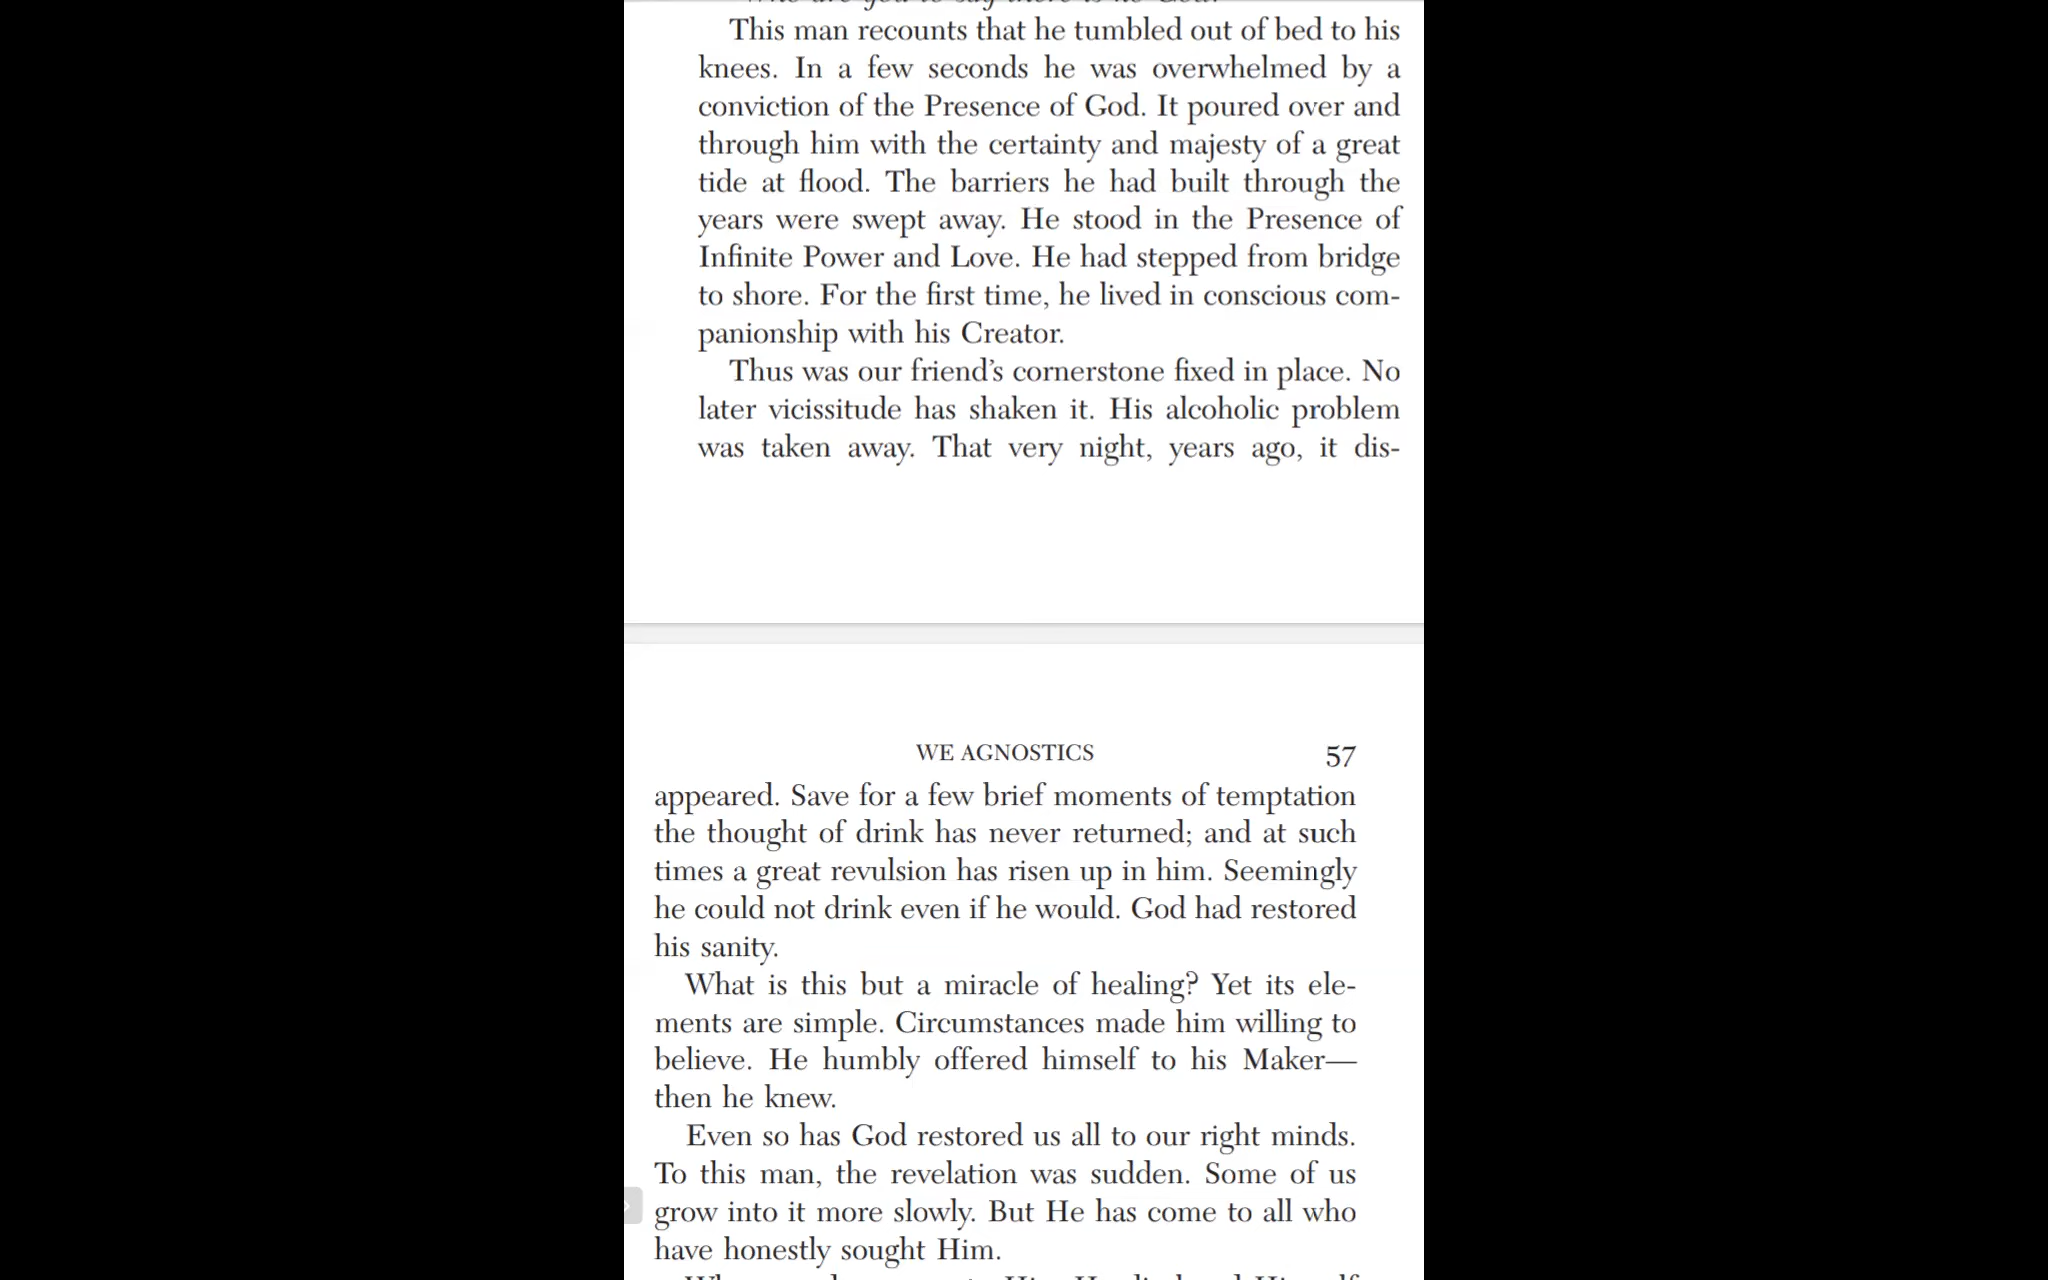 This man recounts that he tumbled out of bed to his
knees. In a few seconds he was overwhelmed by a
conviction of the Presence of God. It poured over and
through him with the certainty and majesty of a great
tide at flood. The barriers he had built through the
years were swept away. He stood in the Presence of
Infinite Power and Love. He had stepped from bridge
to shore. For the first time, he lived in conscious com-
panionship with his Creator.
Thus was our friend’s cornerstone fixed in place. No
later vicissitude has shaken it. His alcoholic problem
was taken away. That very night, years ago, it dis-
WE AGNOSTICS 57
appeared. Save for a few brief moments of temptation
the thought of drink has never returned; and at such
times a great revulsion has risen up in him. Seemingly
he could not drink even if he would. God had restored
his sanity.
What is this but a miracle of healing? Yet its ele-
ments are simple. Circumstances made him willing to
believe. He humbly offered himself to his Maker—
then he knew.
Even so has God restored us all to our right minds.
To this man, the revelation was sudden. Some of us
grow into it more slowly. But He has come to all who
have honestly sought Him.